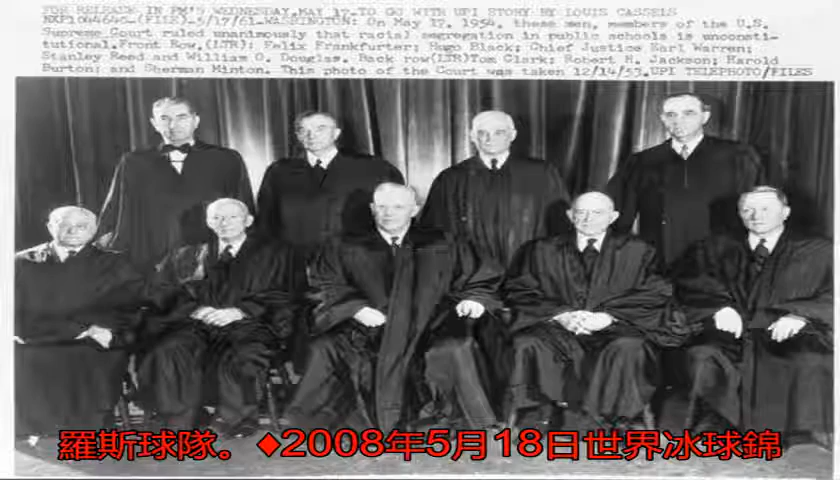 FOR RELEASE IN PM'S WEDNESDAY, MAY 17. TO GO WITH UPI STORY BY LOUIS CASSELS
NXP1064640-(FILE)-5/17/61-WASHINGTON: On May 17, 1954, these men, members of the U.S.
Supreme Court ruled unanimously that racial segregation in public schools is unconsti-
tutional. Front Row, (LTR): Felix Frankfurter; Hugo Black; Chief Justice Earl Warren;
Stanley Reed and William O. Douglas. Back row(LTR)Tom Clark; Robert H. Jackson; Harold
Burton; and Sherman Minton. This photo of the Court was taken 12/14/53. UPI TELEPHOTO/FILES
羅斯球隊。◆2008年5月18日世界冰球錦